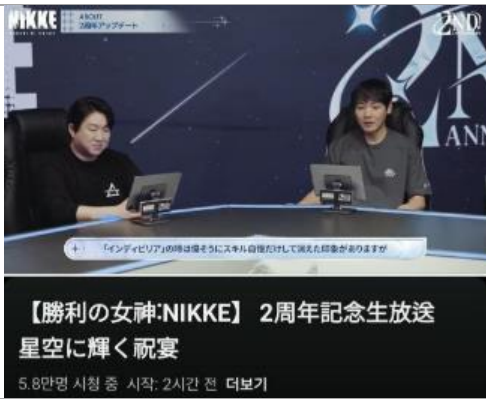 NIKKE
ABOUT
2周年アップデート
2ND
ANN
「インディビリア」の時は偉そうにスキル自慢だけして消えた印象がありますが
【勝利の女神:NIKKE】 2周年記念生放送
星空に輝く祝宴
5.8만명 시청 중 시작: 2시간 전 더보기